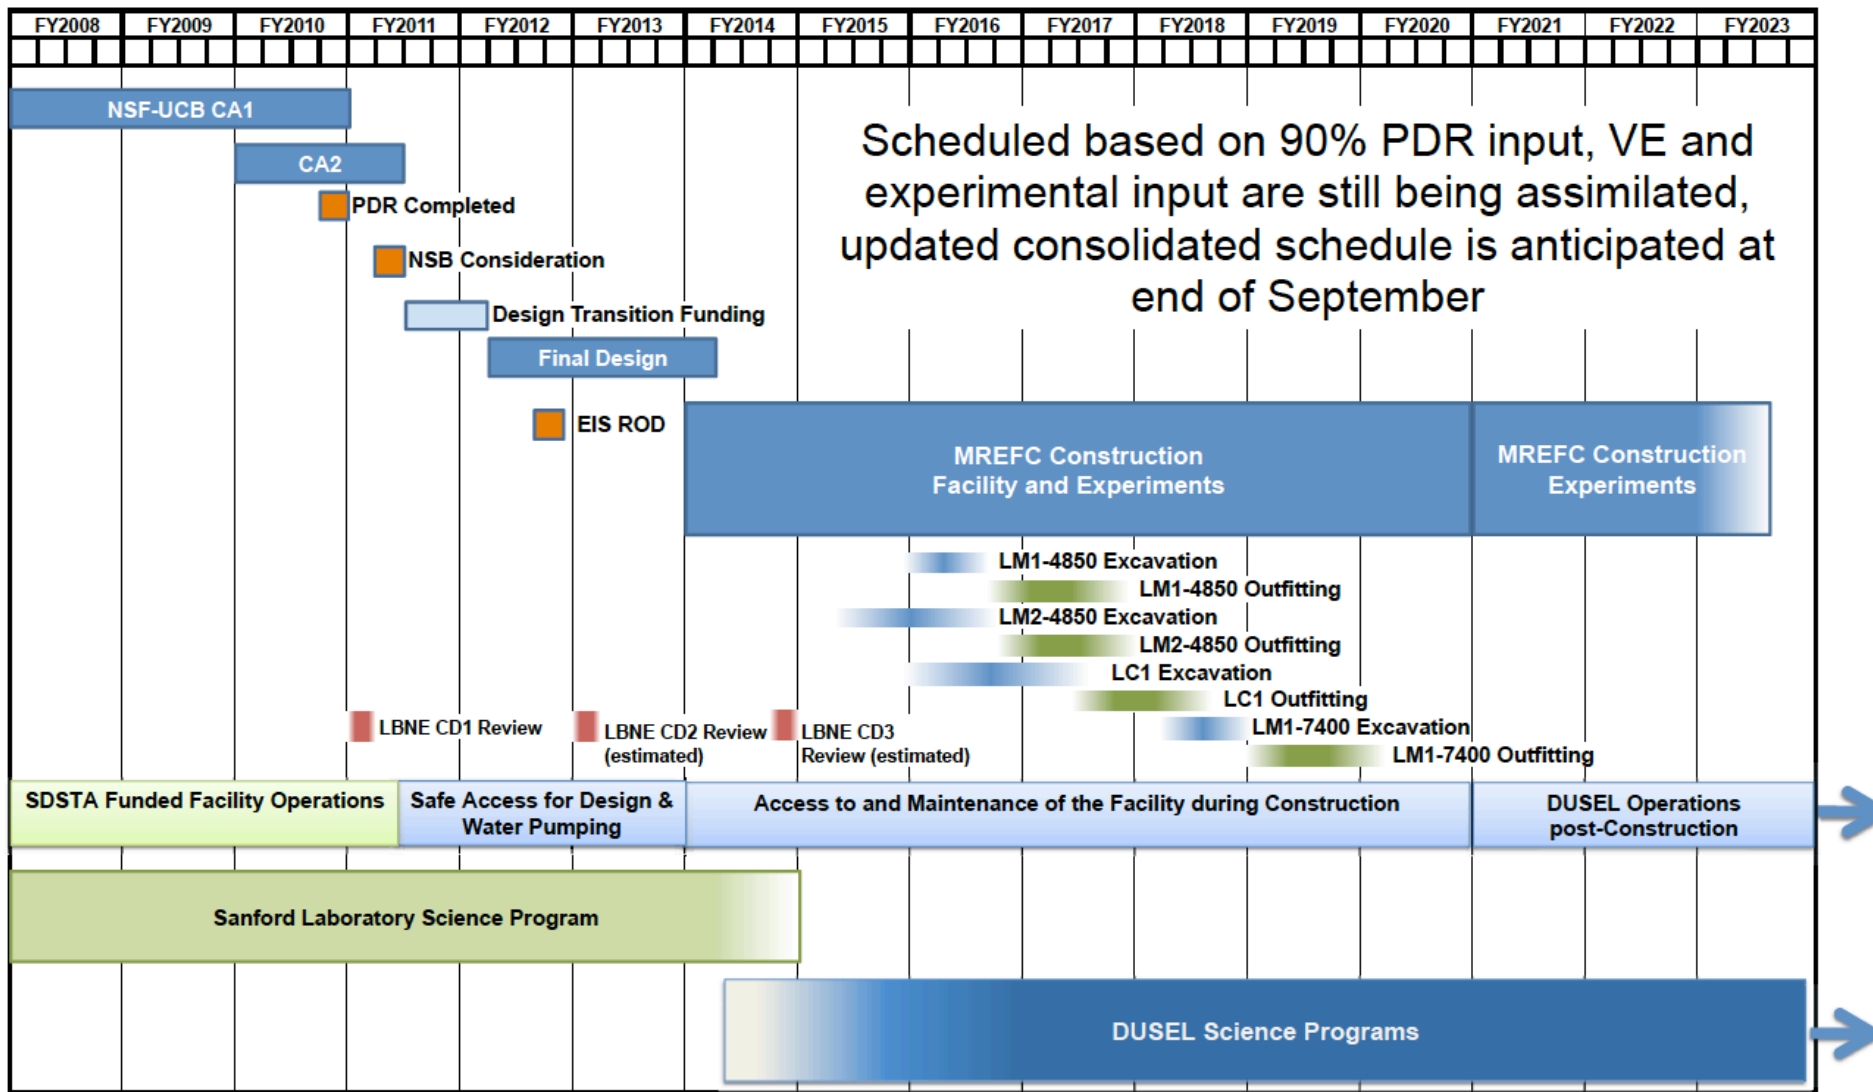 FY2008 FY2009 FY2010 FY2011 FY2012 FY2013 FY2014 FY2015 FY2016 FY2017 FY2018 FY2019 FY2020 FY2021 FY2022 FY2023
NSF-UCB CA1
Scheduled based on 90% PDR input, VE and
experimental input are still being assimilated,
updated consolidated schedule is anticipated at
end of September
CA2
PDR Completed
NSB Consideration
Design Transition Funding
Final Design
EIS ROD
MREFC Construction
Facility and Experiments
MREFC Construction
Experiments
LM1-4850 Excavation
LM1-4850 Outfitting
LM2-4850 Excavation
LM2-4850 Outfitting
LC1 Excavation
LC1 Outfitting
LM1-7400 Excavation
LM1-7400 Outfitting
LBNE CD1 Review
LBNE CD2 Review
(estimated)
LBNE CD3
Review (estimated)
SDSTA Funded Facility Operations
Safe Access for Design &
Water Pumping
Access to and Maintenance of the Facility during Construction
DUSEL Operations
post-Construction
Sanford Laboratory Science Program
DUSEL Science Programs